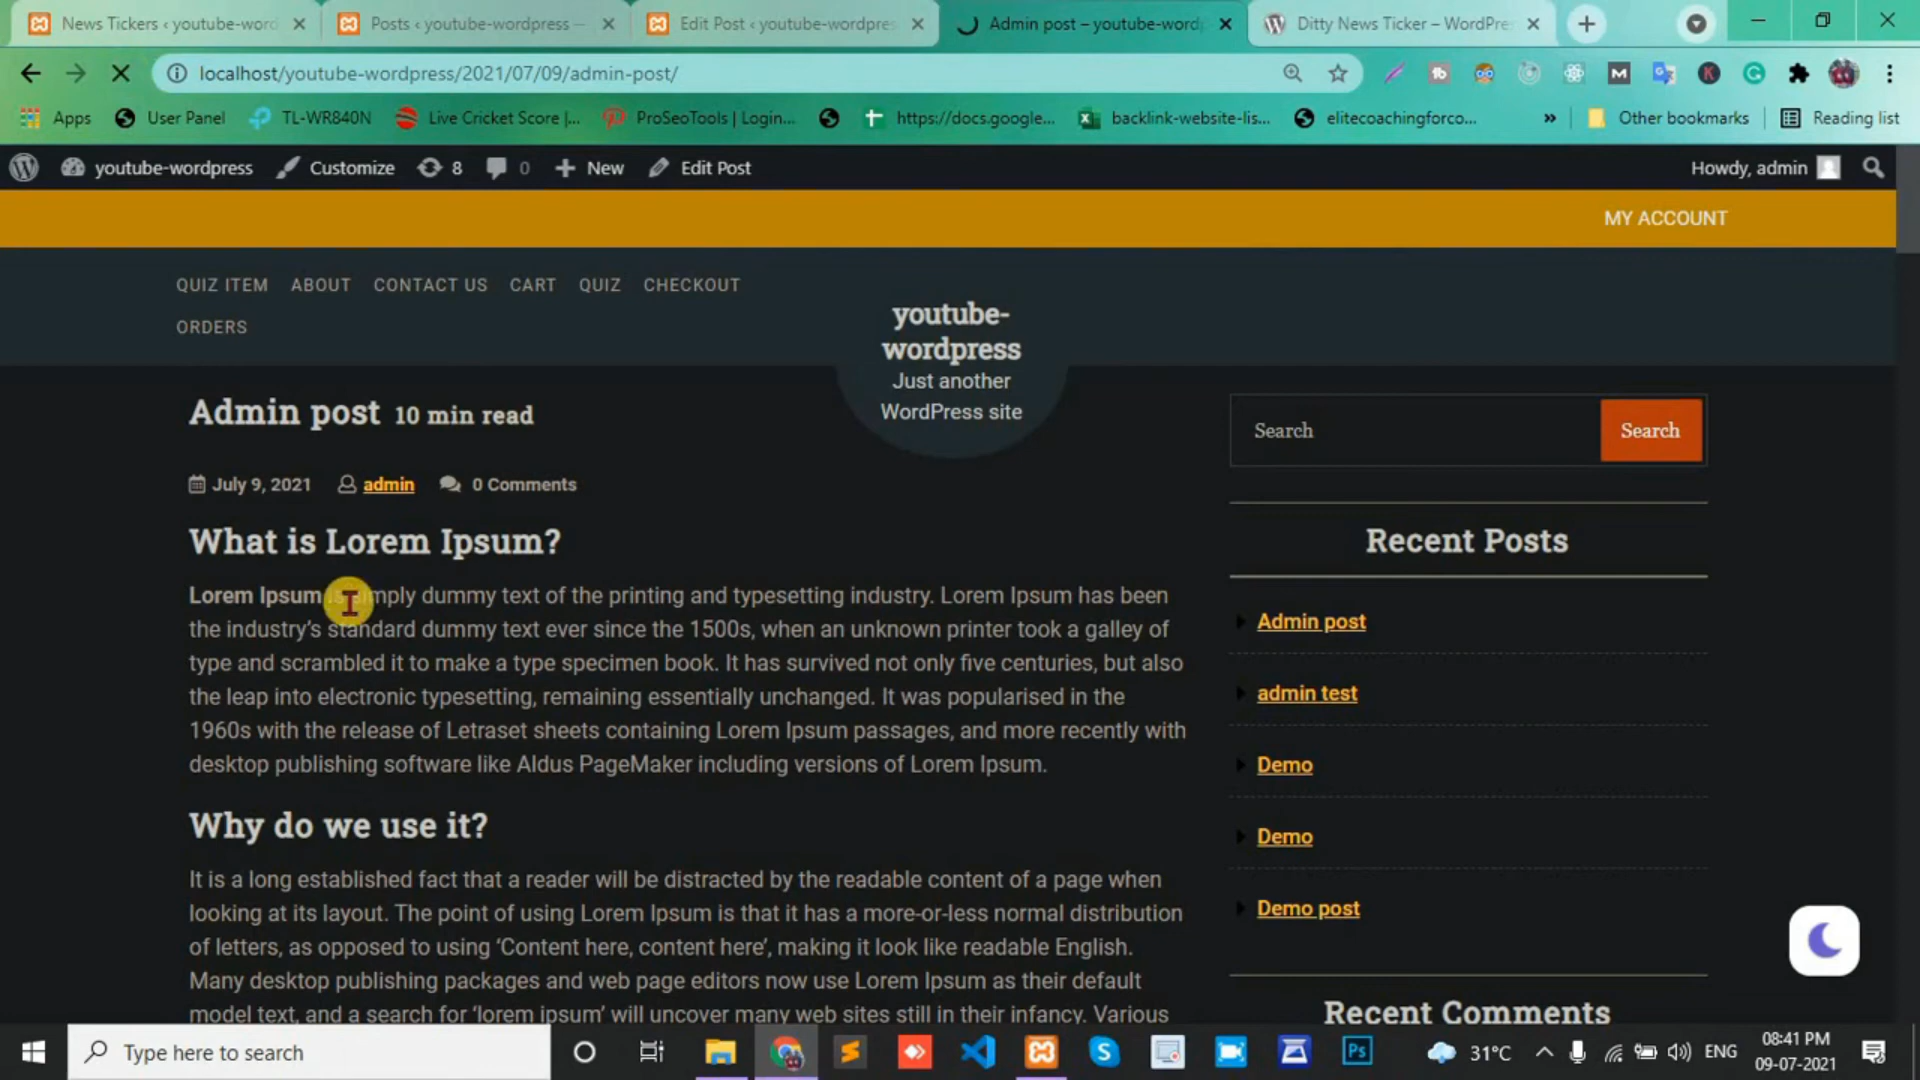 News Tickers ‹ youtube-word
Posts ‹ youtube-wordpress —
Edit Post ‹ youtube-wordpres
Admin post – youtube-word
Ditty News Ticker – WordPre
localhost/youtube-wordpress/2021/07/09/admin-post/
Apps
User Panel
TL-WR840N
Live Cricket Score |...
ProSeoTools | Login...
https://docs.google...
backlink-website-lis...
elitecoachingforco...
»
Other bookmarks
Reading list
youtube-wordpress
Customize
8
0
New
Edit Post
Howdy, admin
MY ACCOUNT
QUIZ ITEM ABOUT CONTACT US CART QUIZ CHECKOUT
ORDERS
youtube-
wordpress
Just another
WordPress site
Admin post 10 min read
July 9, 2021 admin 0 Comments
What is Lorem Ipsum?
Lorem Ipsum is simply dummy text of the printing and typesetting industry. Lorem Ipsum has been
the industry's standard dummy text ever since the 1500s, when an unknown printer took a galley of
type and scrambled it to make a type specimen book. It has survived not only five centuries, but also
the leap into electronic typesetting, remaining essentially unchanged. It was popularised in the
1960s with the release of Letraset sheets containing Lorem Ipsum passages, and more recently with
desktop publishing software like Aldus PageMaker including versions of Lorem Ipsum.
Why do we use it?
It is a long established fact that a reader will be distracted by the readable content of a page when
looking at its layout. The point of using Lorem Ipsum is that it has a more-or-less normal distribution
of letters, as opposed to using ‘Content here, content here’, making it look like readable English.
Many desktop publishing packages and web page editors now use Lorem Ipsum as their default
model text, and a search for ‘lorem ipsum’ will uncover many web sites still in their infancy. Various
Search
Search
Recent Posts
Admin post
admin test
Demo
Demo
Demo post
Recent Comments
Type here to search
Ps
31°C
ENG
08:41 PM
09-07-2021